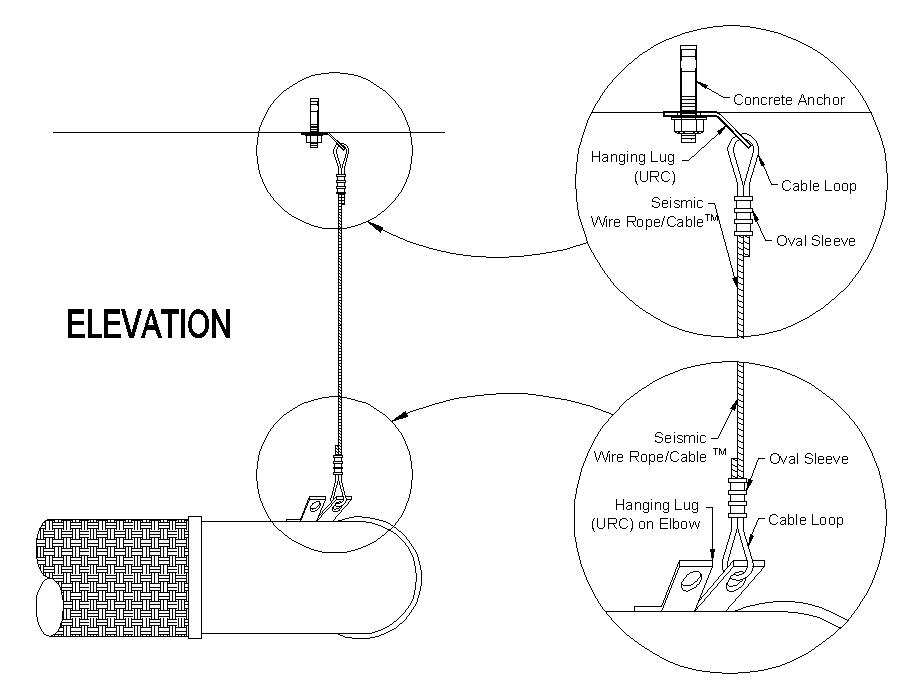 Concrete Anchor
Hanging Lug
(URC)
Cable Loop
Seismic
Wire Rope/Cable™
Oval Sleeve
ELEVATION
Seismic
Wire Rope/Cable ™
Oval Sleeve
Hanging Lug
(URC) on Elbow
Cable Loop